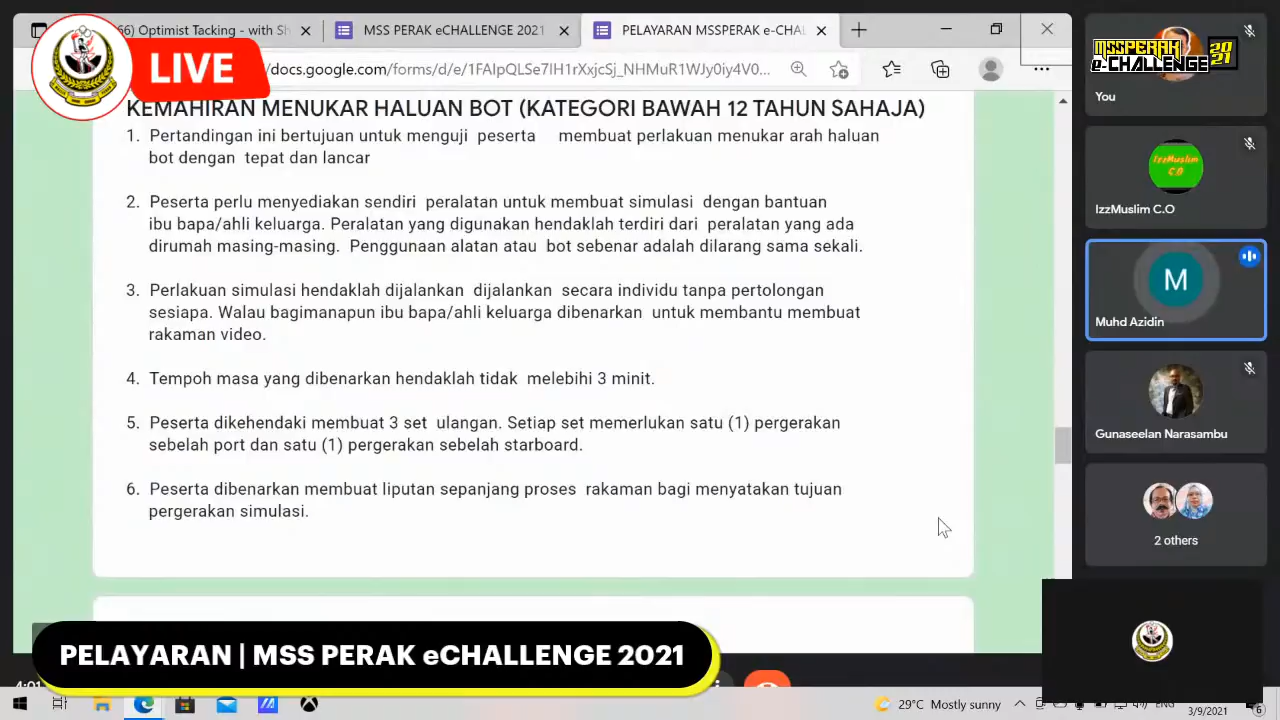 66) Optimist Tacking - with Sh
MSS PERAK eCHALLENGE 2021
PELAYARAN MSSPERAK e-CHAL
LIVE
docs.google.com/forms/d/e/1FAIpQLSe7lH1rXxjcSj_NHMuR1WJy0iy4V0...
KEMAHIRAN MENUKAR HALUAN BOT (KATEGORI BAWAH 12 TAHUN SAHAJA)
1. Pertandingan ini bertujuan untuk menguji peserta membuat perlakuan menukar arah haluan
bot dengan tepat dan lancar
2. Peserta perlu menyediakan sendiri peralatan untuk membuat simulasi dengan bantuan
ibu bapa/ahli keluarga. Peralatan yang digunakan hendaklah terdiri dari peralatan yang ada
dirumah masing-masing. Penggunaan alatan atau bot sebenar adalah dilarang sama sekali.
3. Perlakuan simulasi hendaklah dijalankan dijalankan secara individu tanpa pertolongan
sesiapa. Walau bagimanapun ibu bapa/ahli keluarga dibenarkan untuk membantu membuat
rakaman video.
4. Tempoh masa yang dibenarkan hendaklah tidak melebihi 3 minit.
5. Peserta dikehendaki membuat 3 set ulangan. Setiap set memerlukan satu (1) pergerakan
sebelah port dan satu (1) pergerakan sebelah starboard.
6. Peserta dibenarkan membuat liputan sepanjang proses rakaman bagi menyatakan tujuan
pergerakan simulasi.
MSSPERAK 2021
e-CHALLENGE
You
IzzMuslim
C.O
IzzMuslim C.O
M
Muhd Azidin
Gunaseelan Narasambu
2 others
PELAYARAN | MSS PERAK eCHALLENGE 2021
4:01
29°C Mostly sunny
ENG
3/9/2021
6